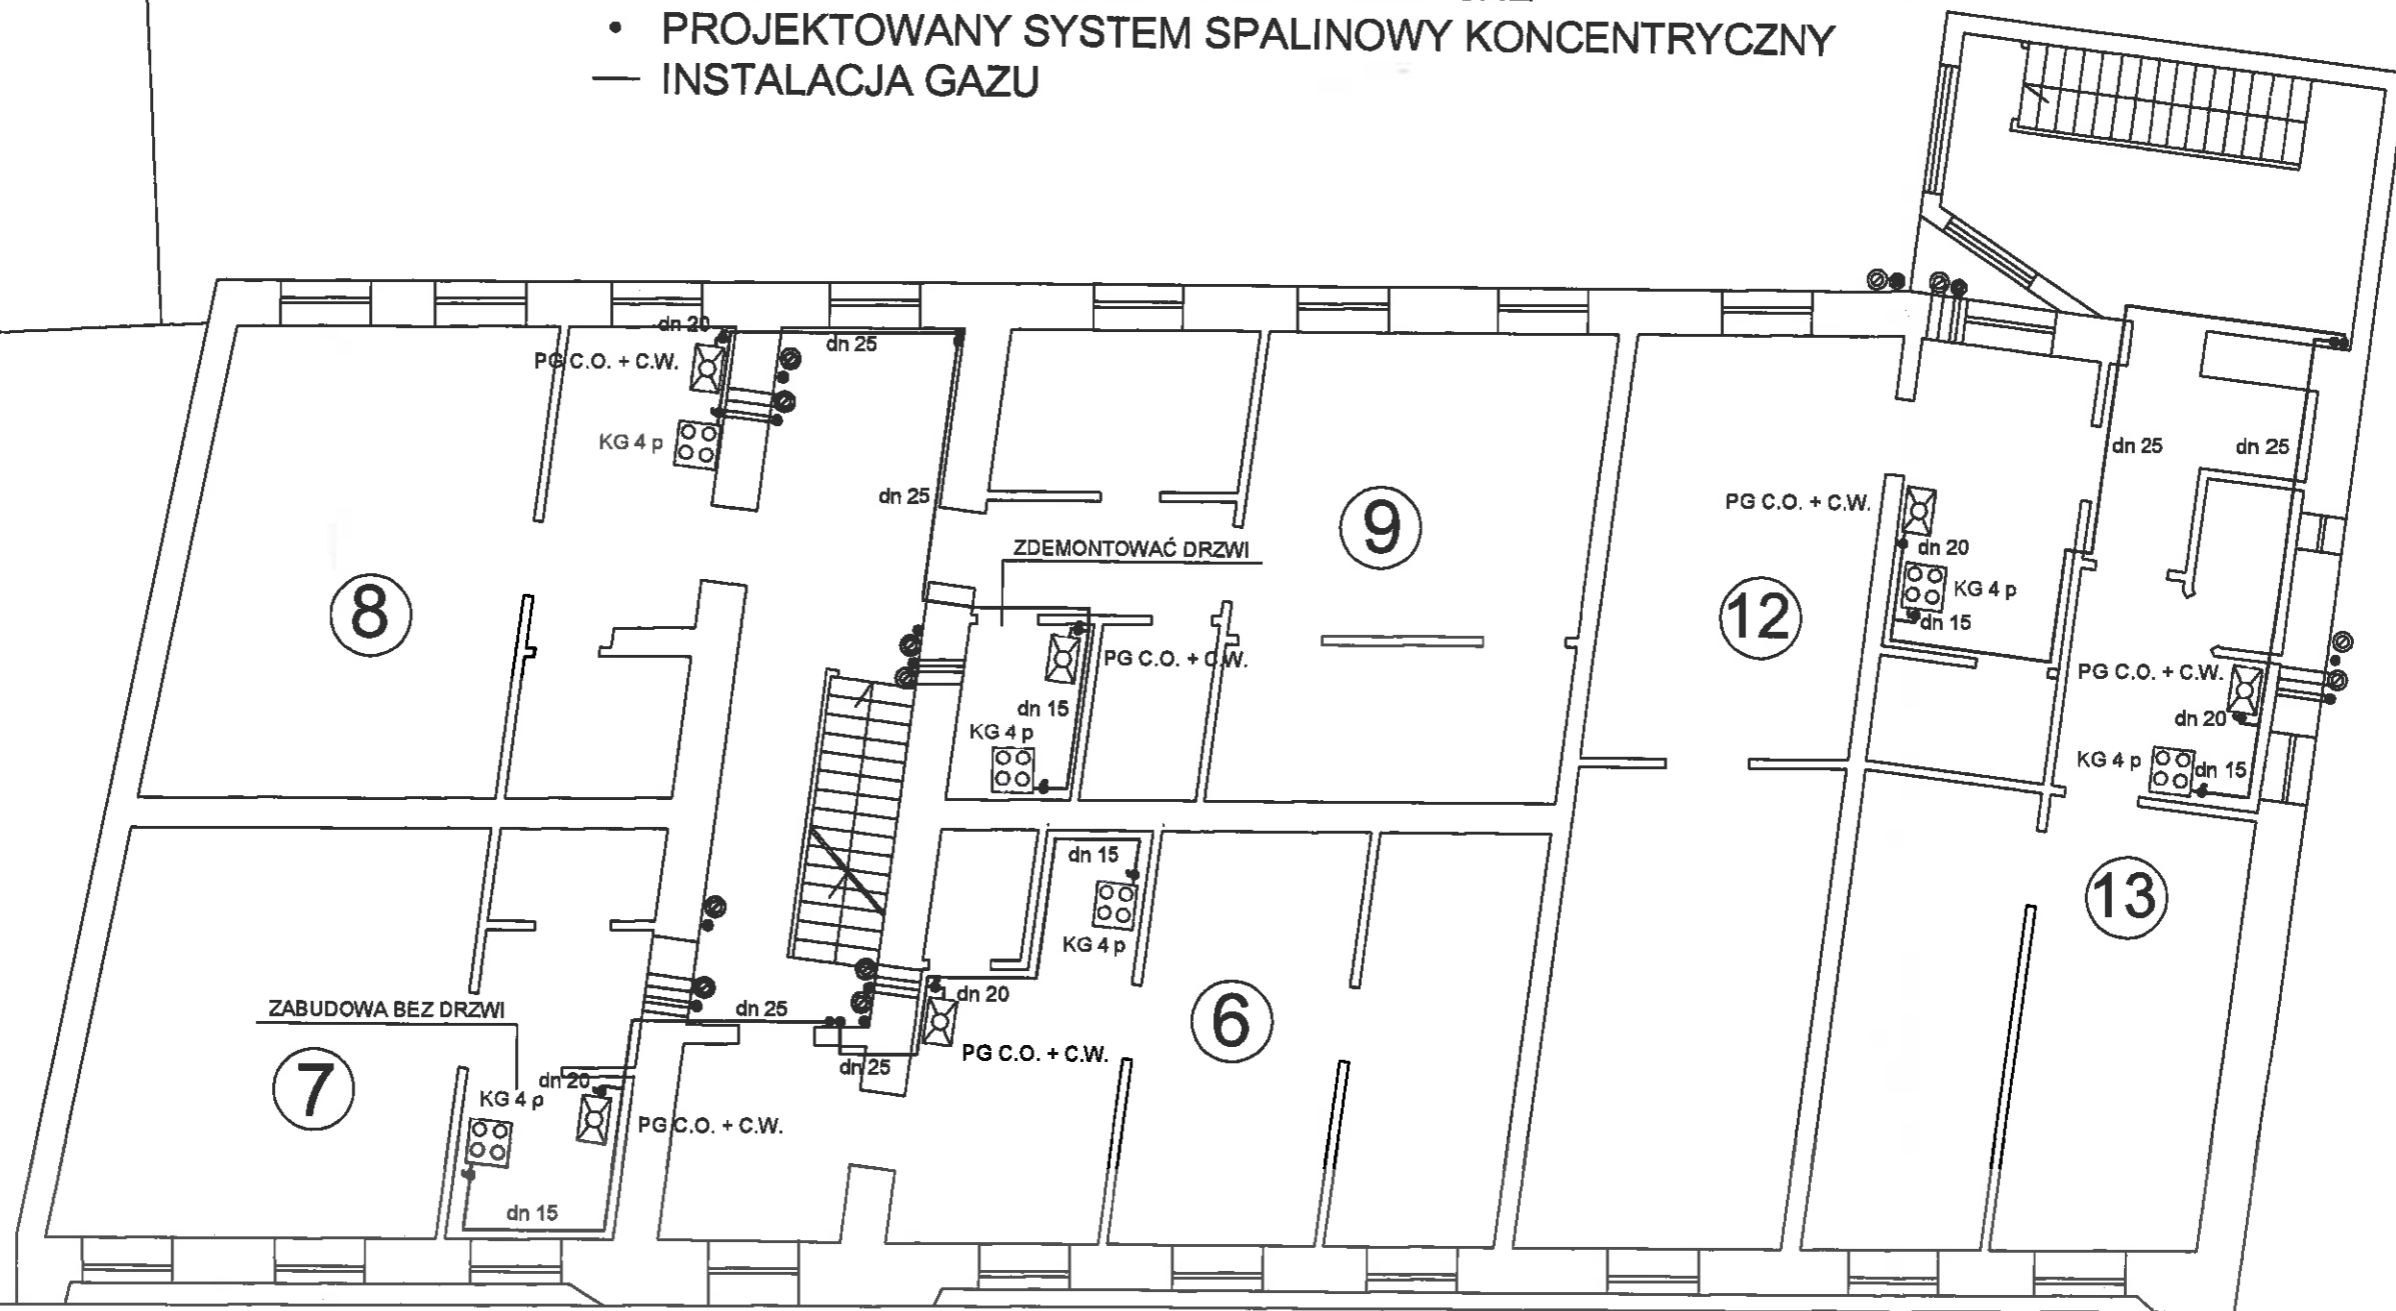 • PROJEKTOWANY SYSTEM SPALINOWY KONCENTRYCZNY
— INSTALACJA GAZU
dn 20
dn 25
PG C.O. + C.W.
KG 4 p
dn 25
8
ZDEMONTOWAĆ DRZWI
9
PG C.O. + C.W.
dn 15
KG 4 p
12
PG C.O. + C.W.
dn 20
KG 4 p
dn 15
dn 25
dn 25
PG C.O. + C.W.
dn 20
KG 4 p
dn 15
13
dn 15
KG 4 p
dn 20
6
PG C.O. + C.W.
dn 25
dn 25
ZABUDOWA BEZ DRZWI
7
dn 20
KG 4 p
PG C.O. + C.W.
dn 15